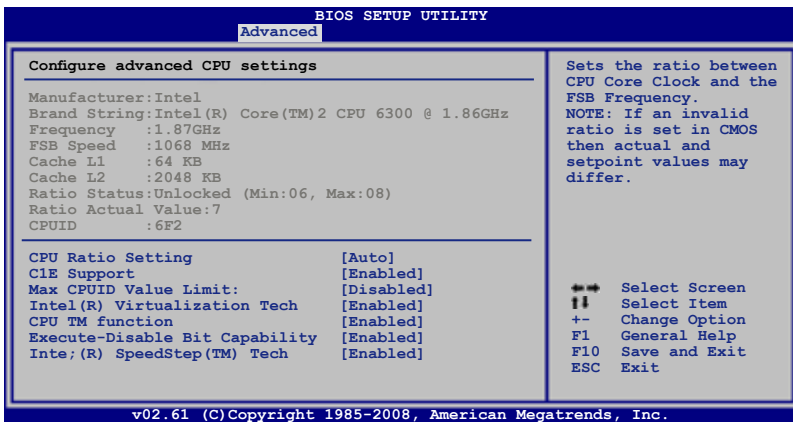 BIOS SETUP UTILITY
Advanced
Configure advanced CPU settings
Manufacturer:Intel
Brand String:Intel(R) Core(TM)2 CPU 6300 @ 1.86GHz
Frequency :1.87GHz
FSB Speed :1068 MHz
Cache L1 :64 KB
Cache L2 :2048 KB
Ratio Status:Unlocked (Min:06, Max:08)
Ratio Actual Value:7
CPUID :6F2
CPU Ratio Setting [Auto]
C1E Support [Enabled]
Max CPUID Value Limit: [Disabled]
Intel(R) Virtualization Tech [Enabled]
CPU TM function [Enabled]
Execute-Disable Bit Capability [Enabled]
Inte;(R) SpeedStep(TM) Tech [Enabled]
Sets the ratio between
CPU Core Clock and the
FSB Frequency.
NOTE: If an invalid
ratio is set in CMOS
then actual and
setpoint values may
differ.
Select Screen
Select Item
+- Change Option
F1 General Help
F10 Save and Exit
ESC Exit
v02.61 (C)Copyright 1985-2008, American Megatrends, Inc.